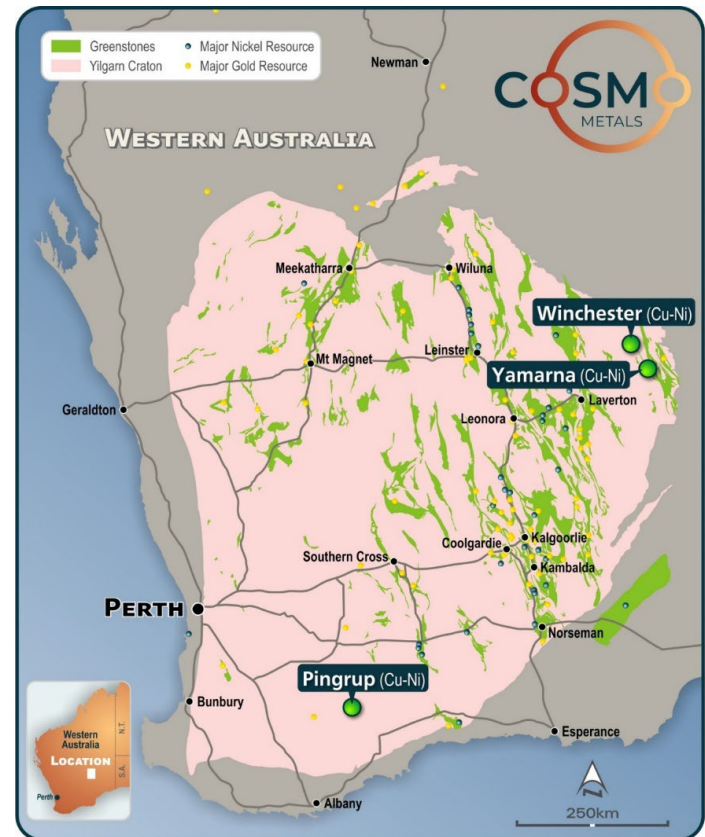 Greenstones
Major Nickel Resource
Yilgarn Craton
Major Gold Resource
Newman
COSMO
METALS
WESTERN AUSTRALIA
Meekatharra
Wiluna
Winchester (Cu-Ni)
Leinster
Mt Magnet
Yamarna (Cu-Ni)
Laverton
Geraldton
Leonora
Kalgoorlie
Coolgardie
Southern Cross
Kambalda
PERTH
Norseman
Pingrup (Cu-Ni)
Bunbury
Esperance
Albany
Western
Australia
LOCATION
N.T.
S.A.
Perth
N
250km